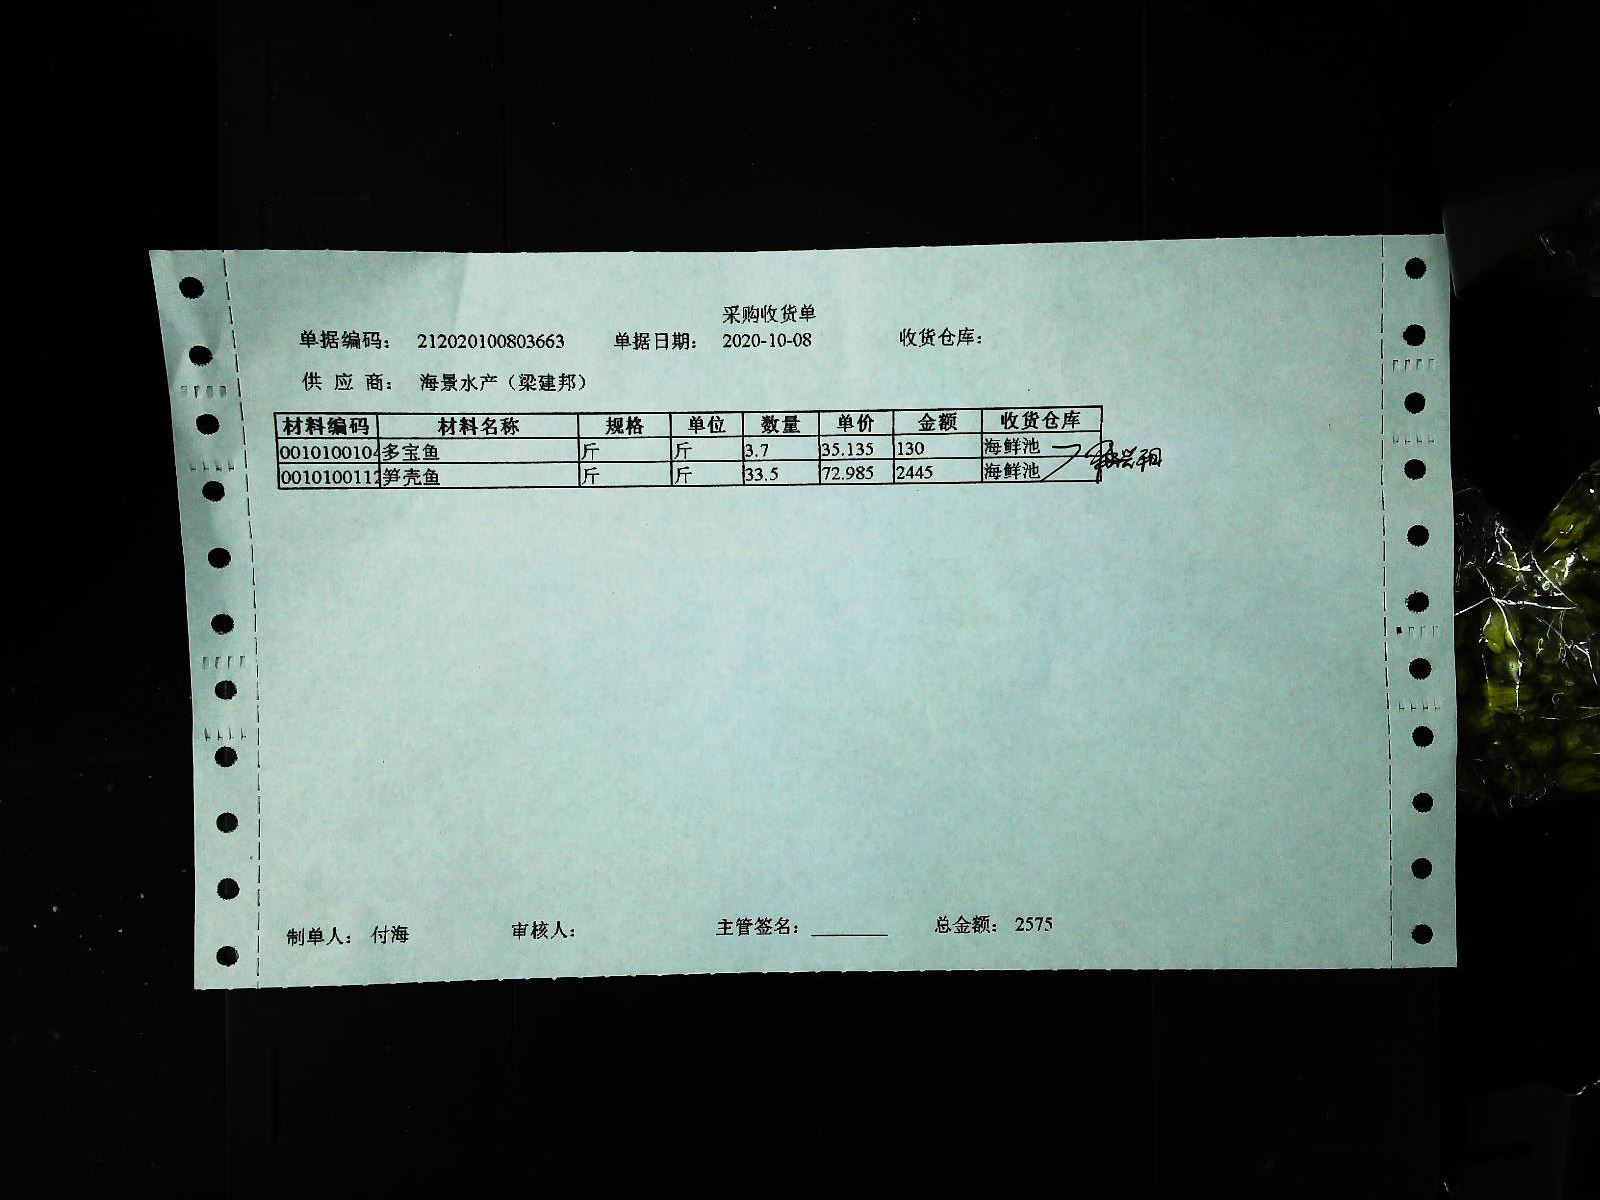 采购收货单
单据编码： 212020100803663 单据日期： 2020-10-08 收货仓库：
供 应 商： 海景水产（梁建邦）
材料编码 材料名称 规格 单位 数量 单价 金额 收货仓库
0010100104 多宝鱼 斤 斤 3.7 35.135 130 海鲜池
0010100112 笋壳鱼 斤 斤 33.5 72.985 2445 海鲜池
制单人： 付海 审核人： 主管签名： ________ 总金额： 2575